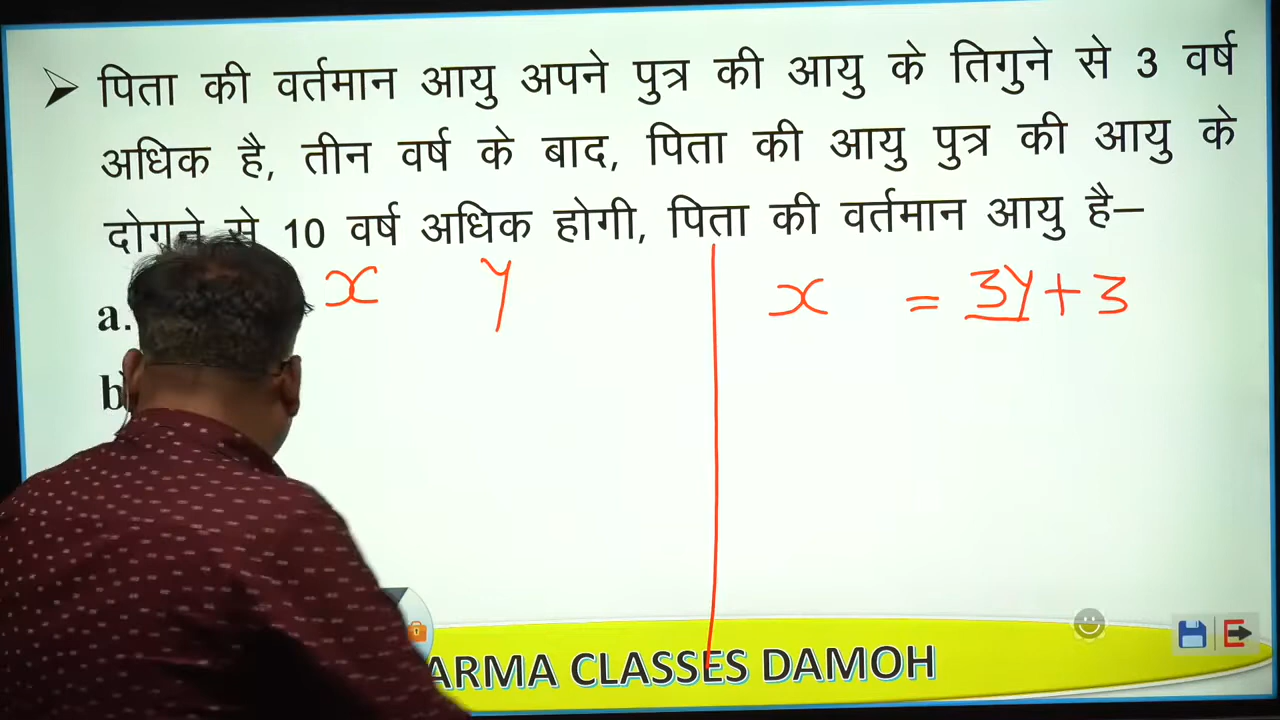 पिता की वर्तमान आयु अपने पुत्र की आयु के तिगुने से 3 वर्ष
अधिक है, तीन वर्ष के बाद, पिता की आयु पुत्र की आयु के
दोगुने से 10 वर्ष अधिक होगी, पिता की वर्तमान आयु है–
x y x = 3y + 3
a.
b
ARMA CLASSES DAMOH